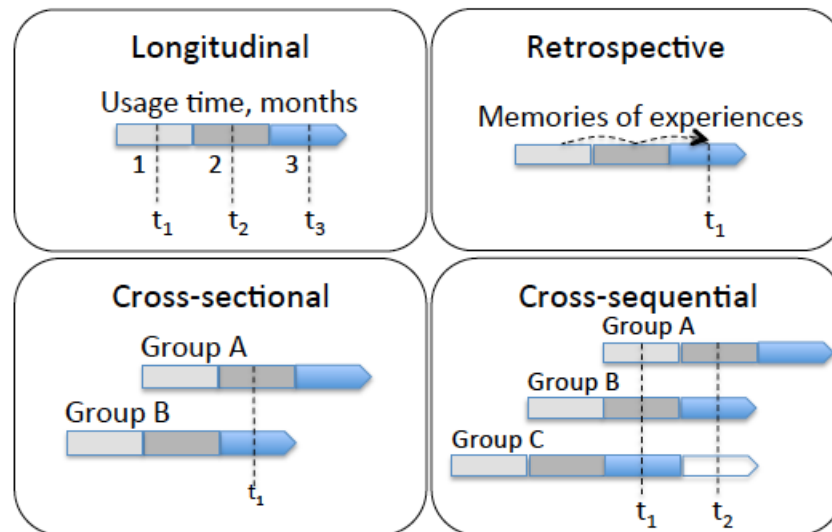 Longitudinal
Usage time, months
1 2 3
t1 t2 t3
Retrospective
Memories of experiences
t1
Cross-sectional
Group A
Group B
t1
Cross-sequential
Group A
Group B
Group C
t1 t2